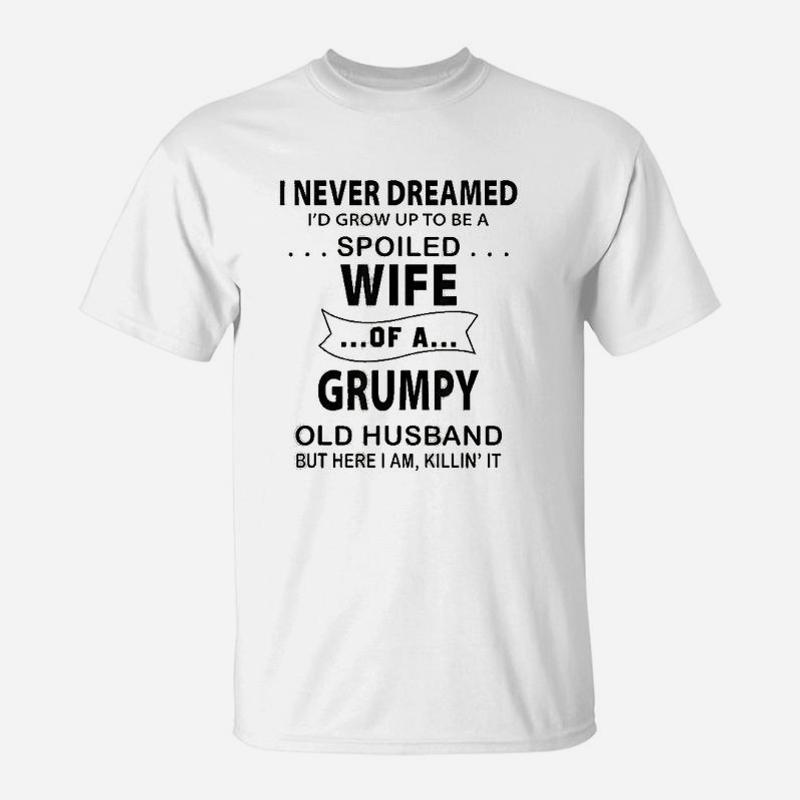 I NEVER DREAMED
I'D GROW UP TO BE A
... SPOILED ...
WIFE
...OF A...
GRUMPY
OLD HUSBAND
BUT HERE I AM, KILLIN' IT